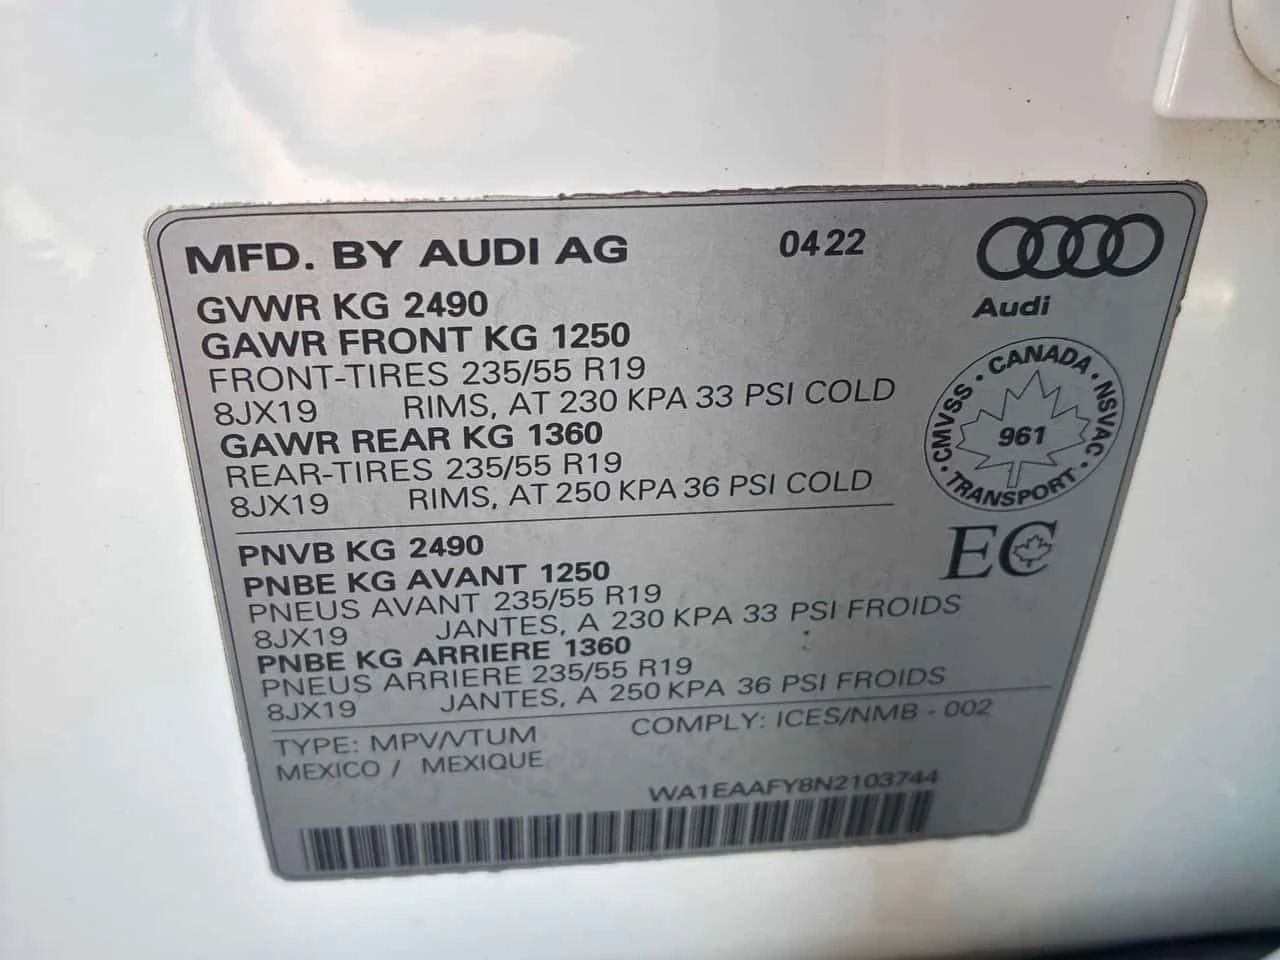 MFD. BY AUDI AG 0422
Audi
GVWR KG 2490
GAWR FRONT KG 1250
FRONT-TIRES 235/55 R19
8JX19 RIMS, AT 230 KPA 33 PSI COLD
GAWR REAR KG 1360
REAR-TIRES 235/55 R19
8JX19 RIMS, AT 250 KPA 36 PSI COLD
CANADA · NSVAC · TRANSPORT · CMVSS ·
961
EC
PNVB KG 2490
PNBE KG AVANT 1250
PNEUS AVANT 235/55 R19
8JX19 JANTES, A 230 KPA 33 PSI FROIDS
PNBE KG ARRIERE 1360
PNEUS ARRIERE 235/55 R19
8JX19 JANTES, A 250 KPA 36 PSI FROIDS
TYPE: MPV/VTUM COMPLY: ICES/NMB - 002
MEXICO / MEXIQUE
WA1EAAFY8N2103744